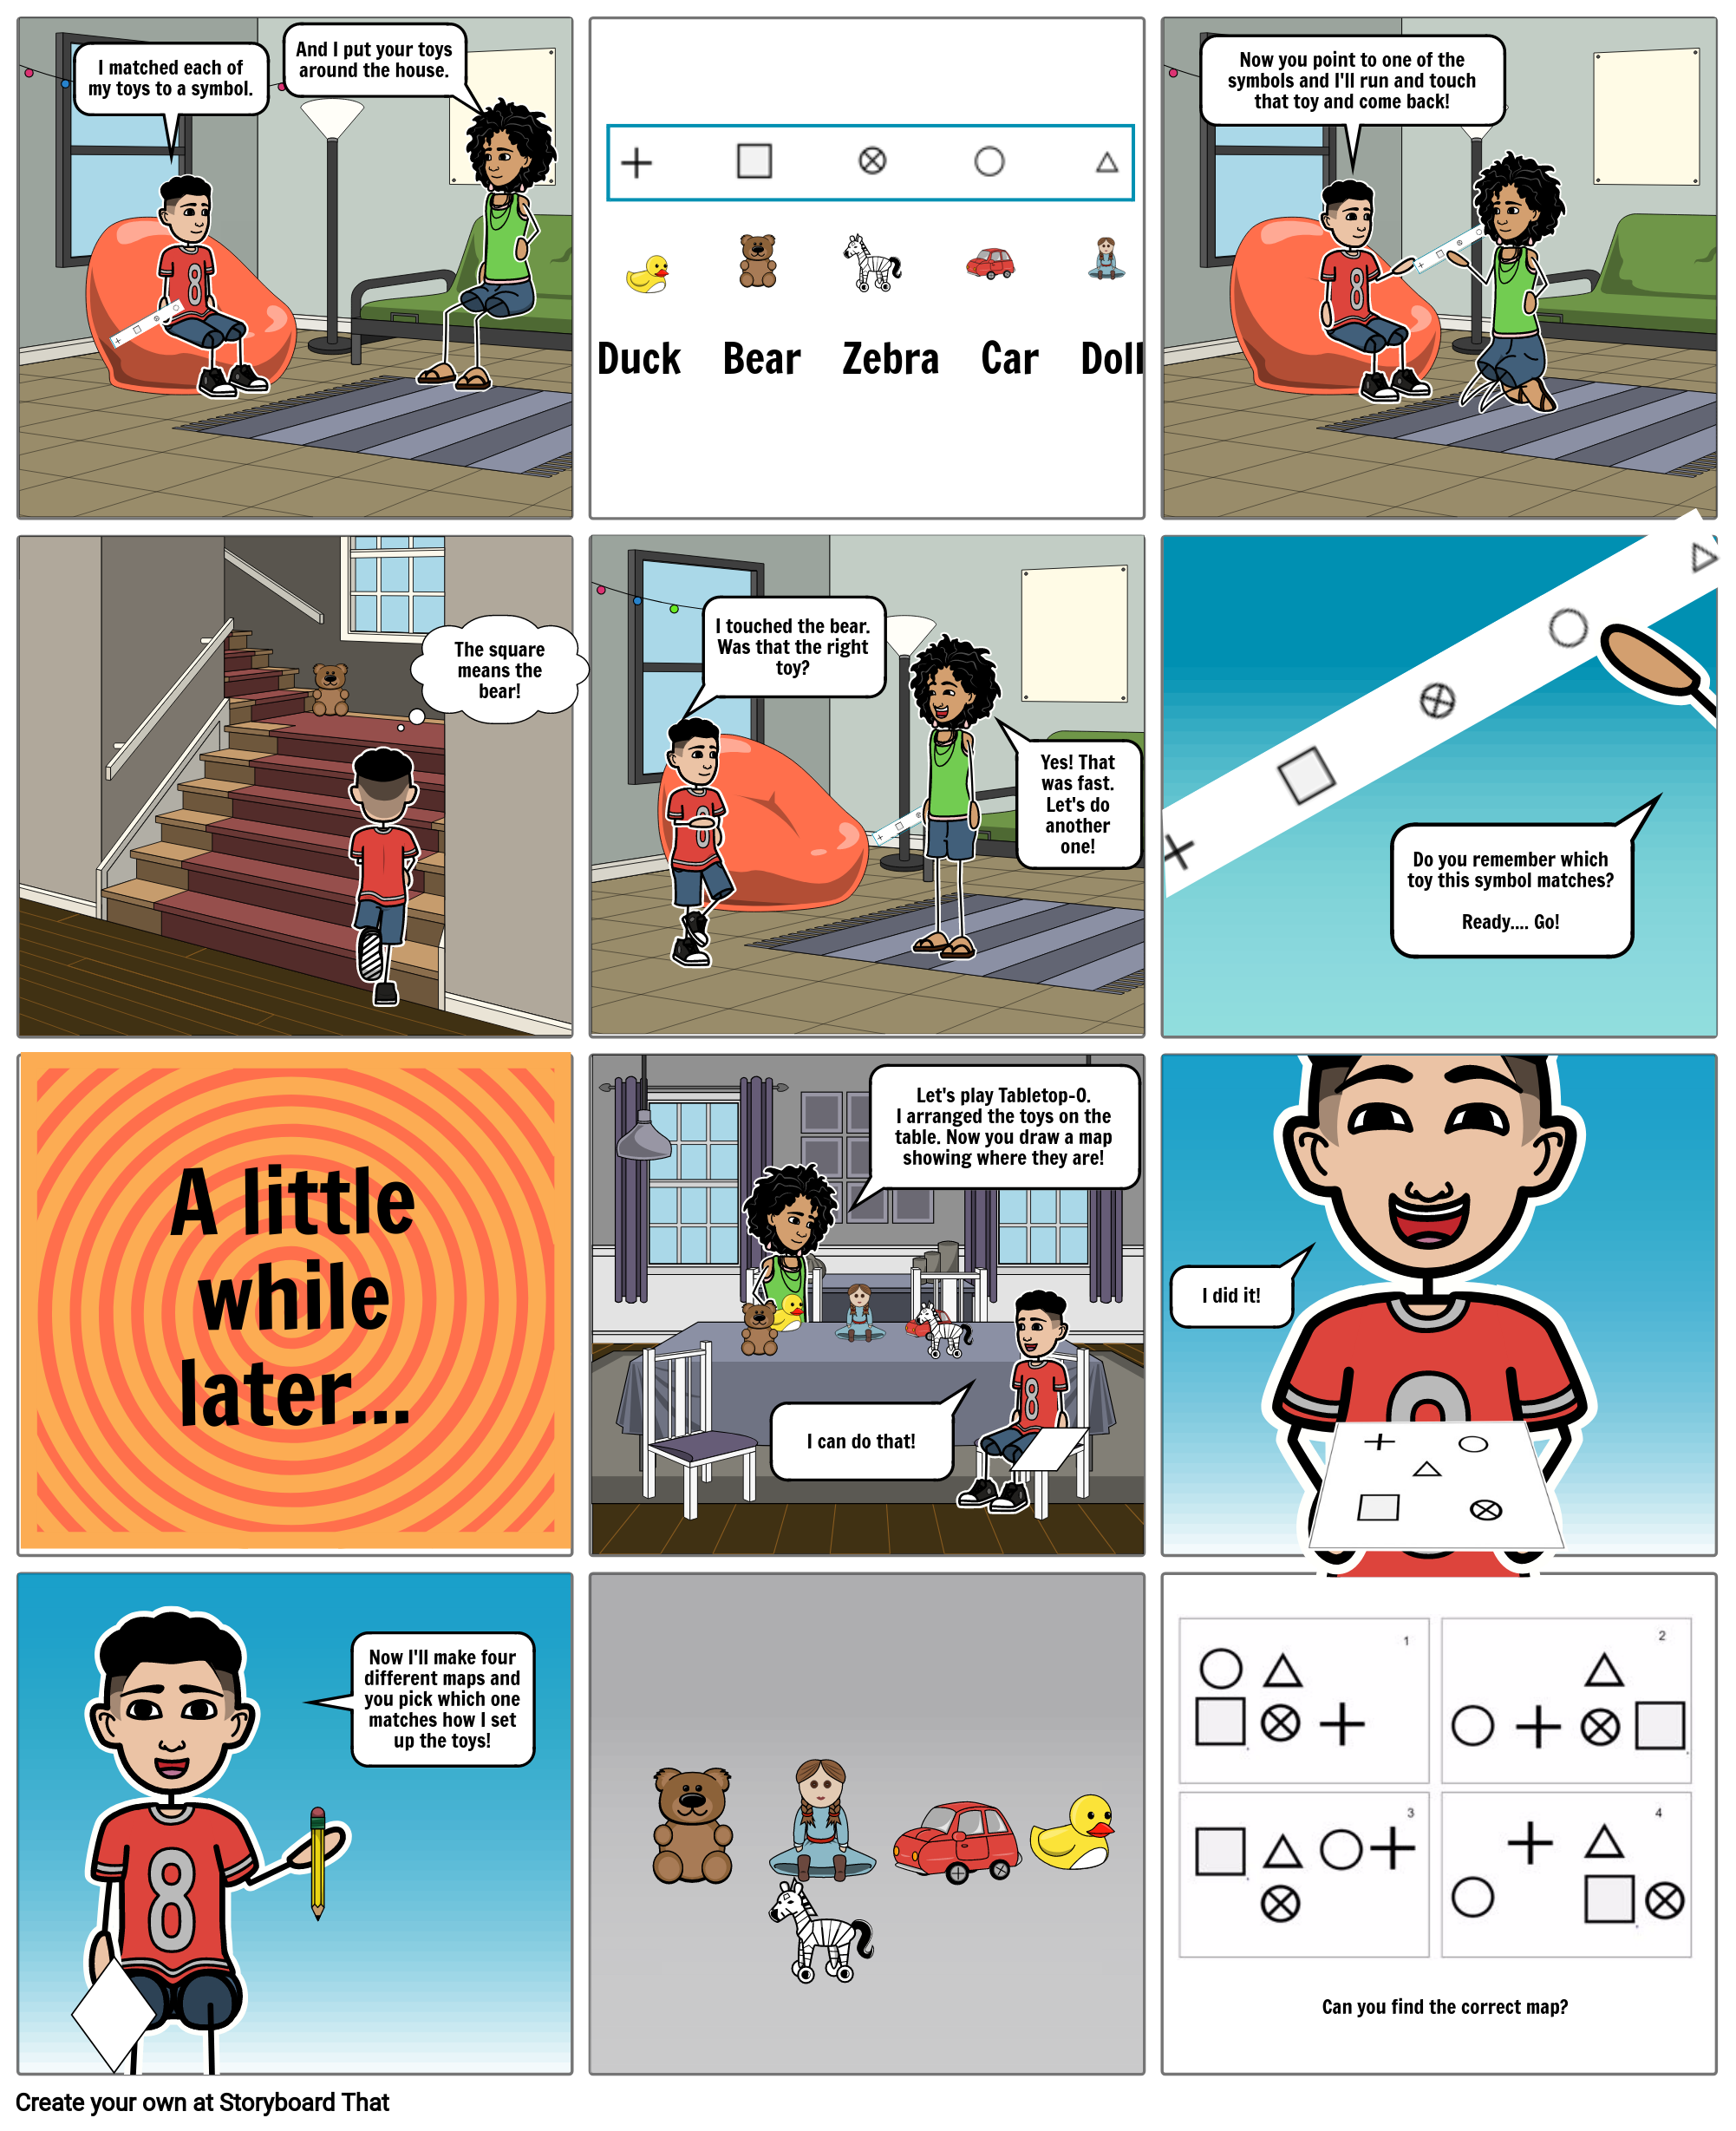 I matched each of
my toys to a symbol.
And I put your toys
around the house.
Duck Bear Zebra Car Doll
Now you point to one of the
symbols and I'll run and touch
that toy and come back!
8
8
The square
means the
bear!
I touched the bear.
Was that the right
toy?
Yes! That
was fast.
Let's do
another
one!
Do you remember which
toy this symbol matches?
Ready.... Go!
A little
while
later...
Let's play Tabletop-O.
I arranged the toys on the
table. Now you draw a map
showing where they are!
I can do that!
8
I did it!
Now I'll make four
different maps and
you pick which one
matches how I set
up the toys!
8
1
2
3
4
Can you find the correct map?
Create your own at Storyboard That